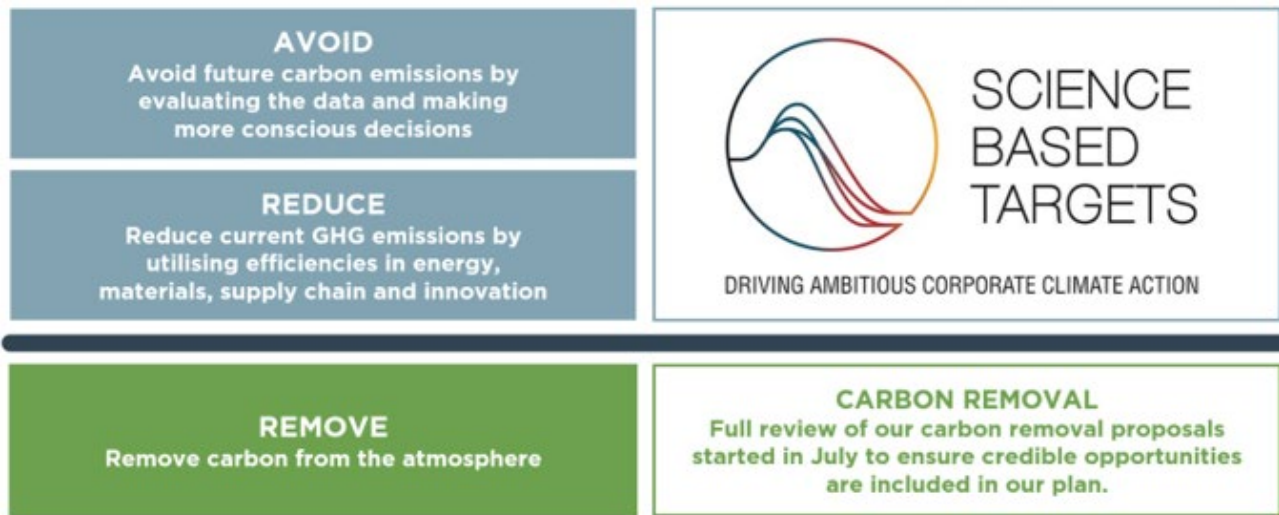 AVOID
Avoid future carbon emissions by
evaluating the data and making
more conscious decisions
REDUCE
Reduce current GHG emissions by
utilising efficiencies in energy,
materials, supply chain and innovation
SCIENCE
BASED
TARGETS
DRIVING AMBITIOUS CORPORATE CLIMATE ACTION
REMOVE
Remove carbon from the atmosphere
CARBON REMOVAL
Full review of our carbon removal proposals
started in July to ensure credible opportunities
are included in our plan.